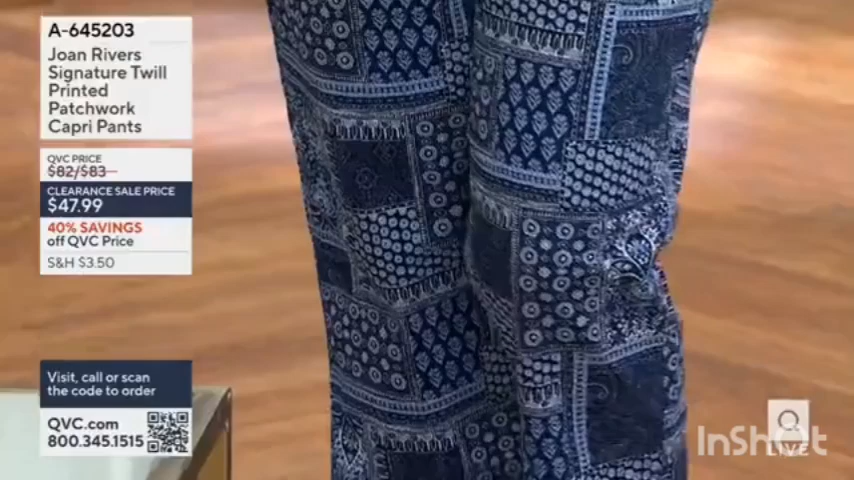 A-645203
Joan Rivers
Signature Twill
Printed
Patchwork
Capri Pants
QVC PRICE
$82/$83
CLEARANCE SALE PRICE
$47.99
40% SAVINGS
off QVC Price
S&H $3.50
Visit, call or scan
the code to order
QVC.com
800.345.1515
InShot
LIVE